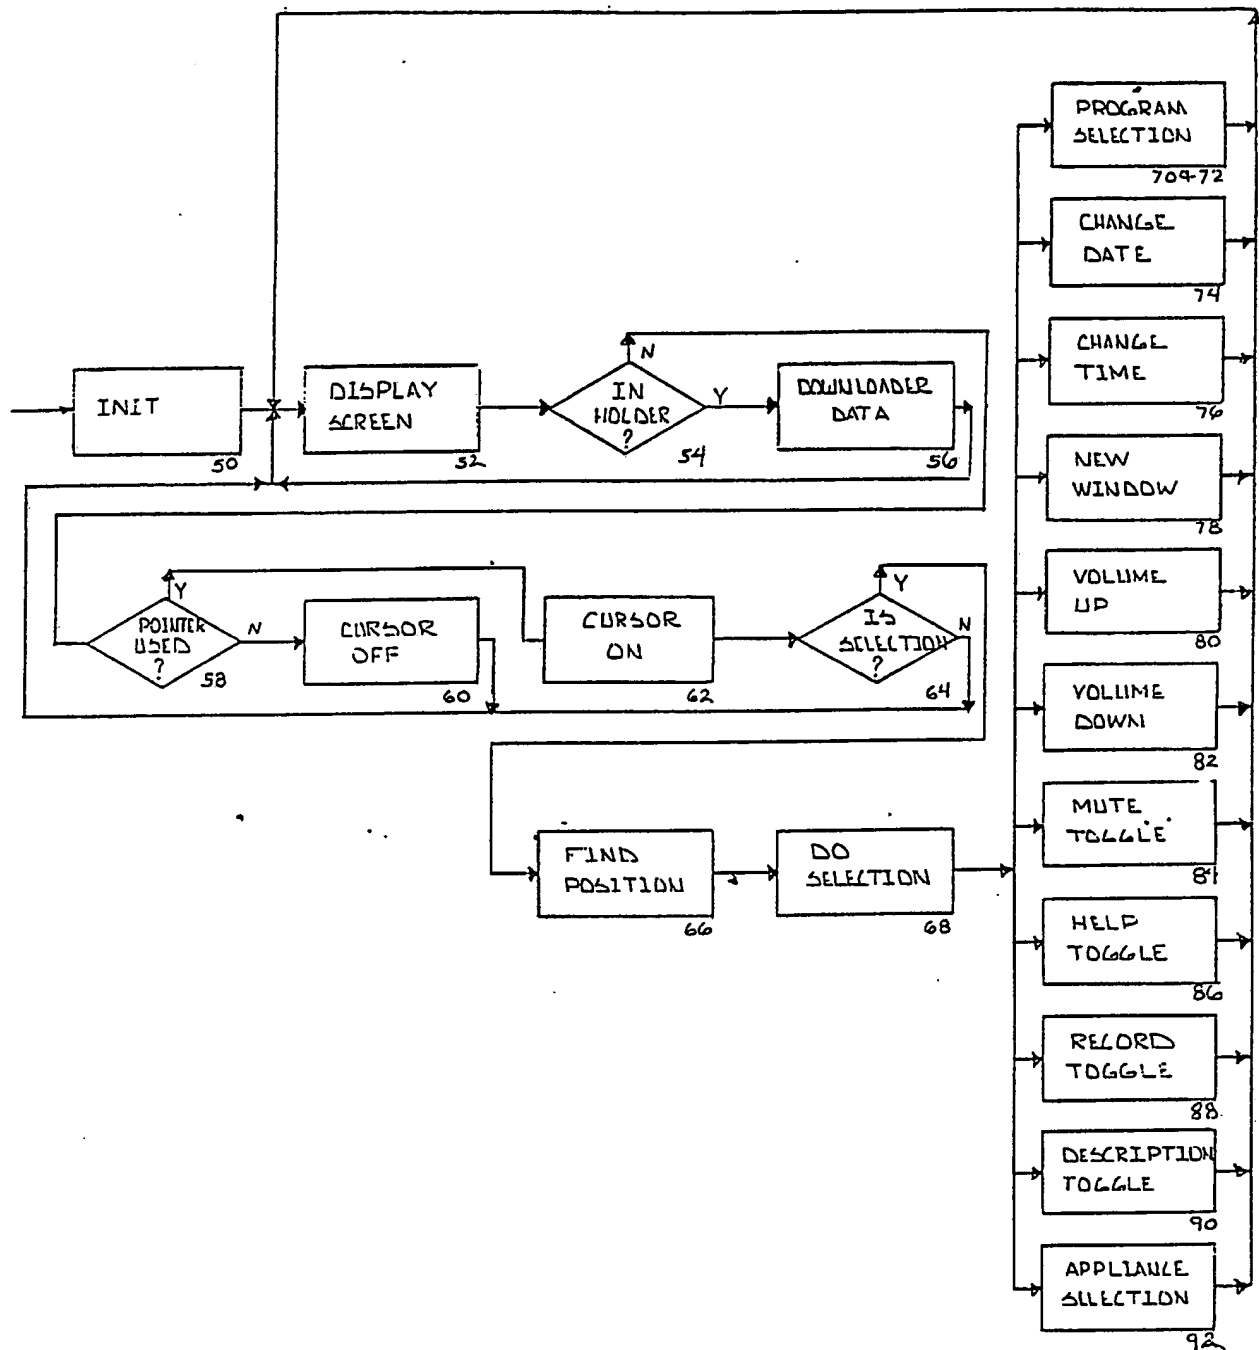 PROGRAM
SELECTION
704-72
CHANGE
DATE
74
CHANGE
TIME
76
NEW
WINDOW
78
VOLUME
UP
80
VOLUME
DOWN
82
MUTE
TOGGLE
84
HELP
TOGGLE
86
RECORD
TOGGLE
88
DESCRIPTION
TOGGLE
90
APPLIANCE
SELECTION
92
INIT
50
DISPLAY
SCREEN
52
N
IN
HOLDER
?
Y
54
DOWNLOADER
DATA
56
Y
POINTER
USED
?
N
58
CURSOR
OFF
60
CURSOR
ON
62
Y
IS
SELECTION
?
N
64
FIND
POSITION
66
DO
SELECTION
68